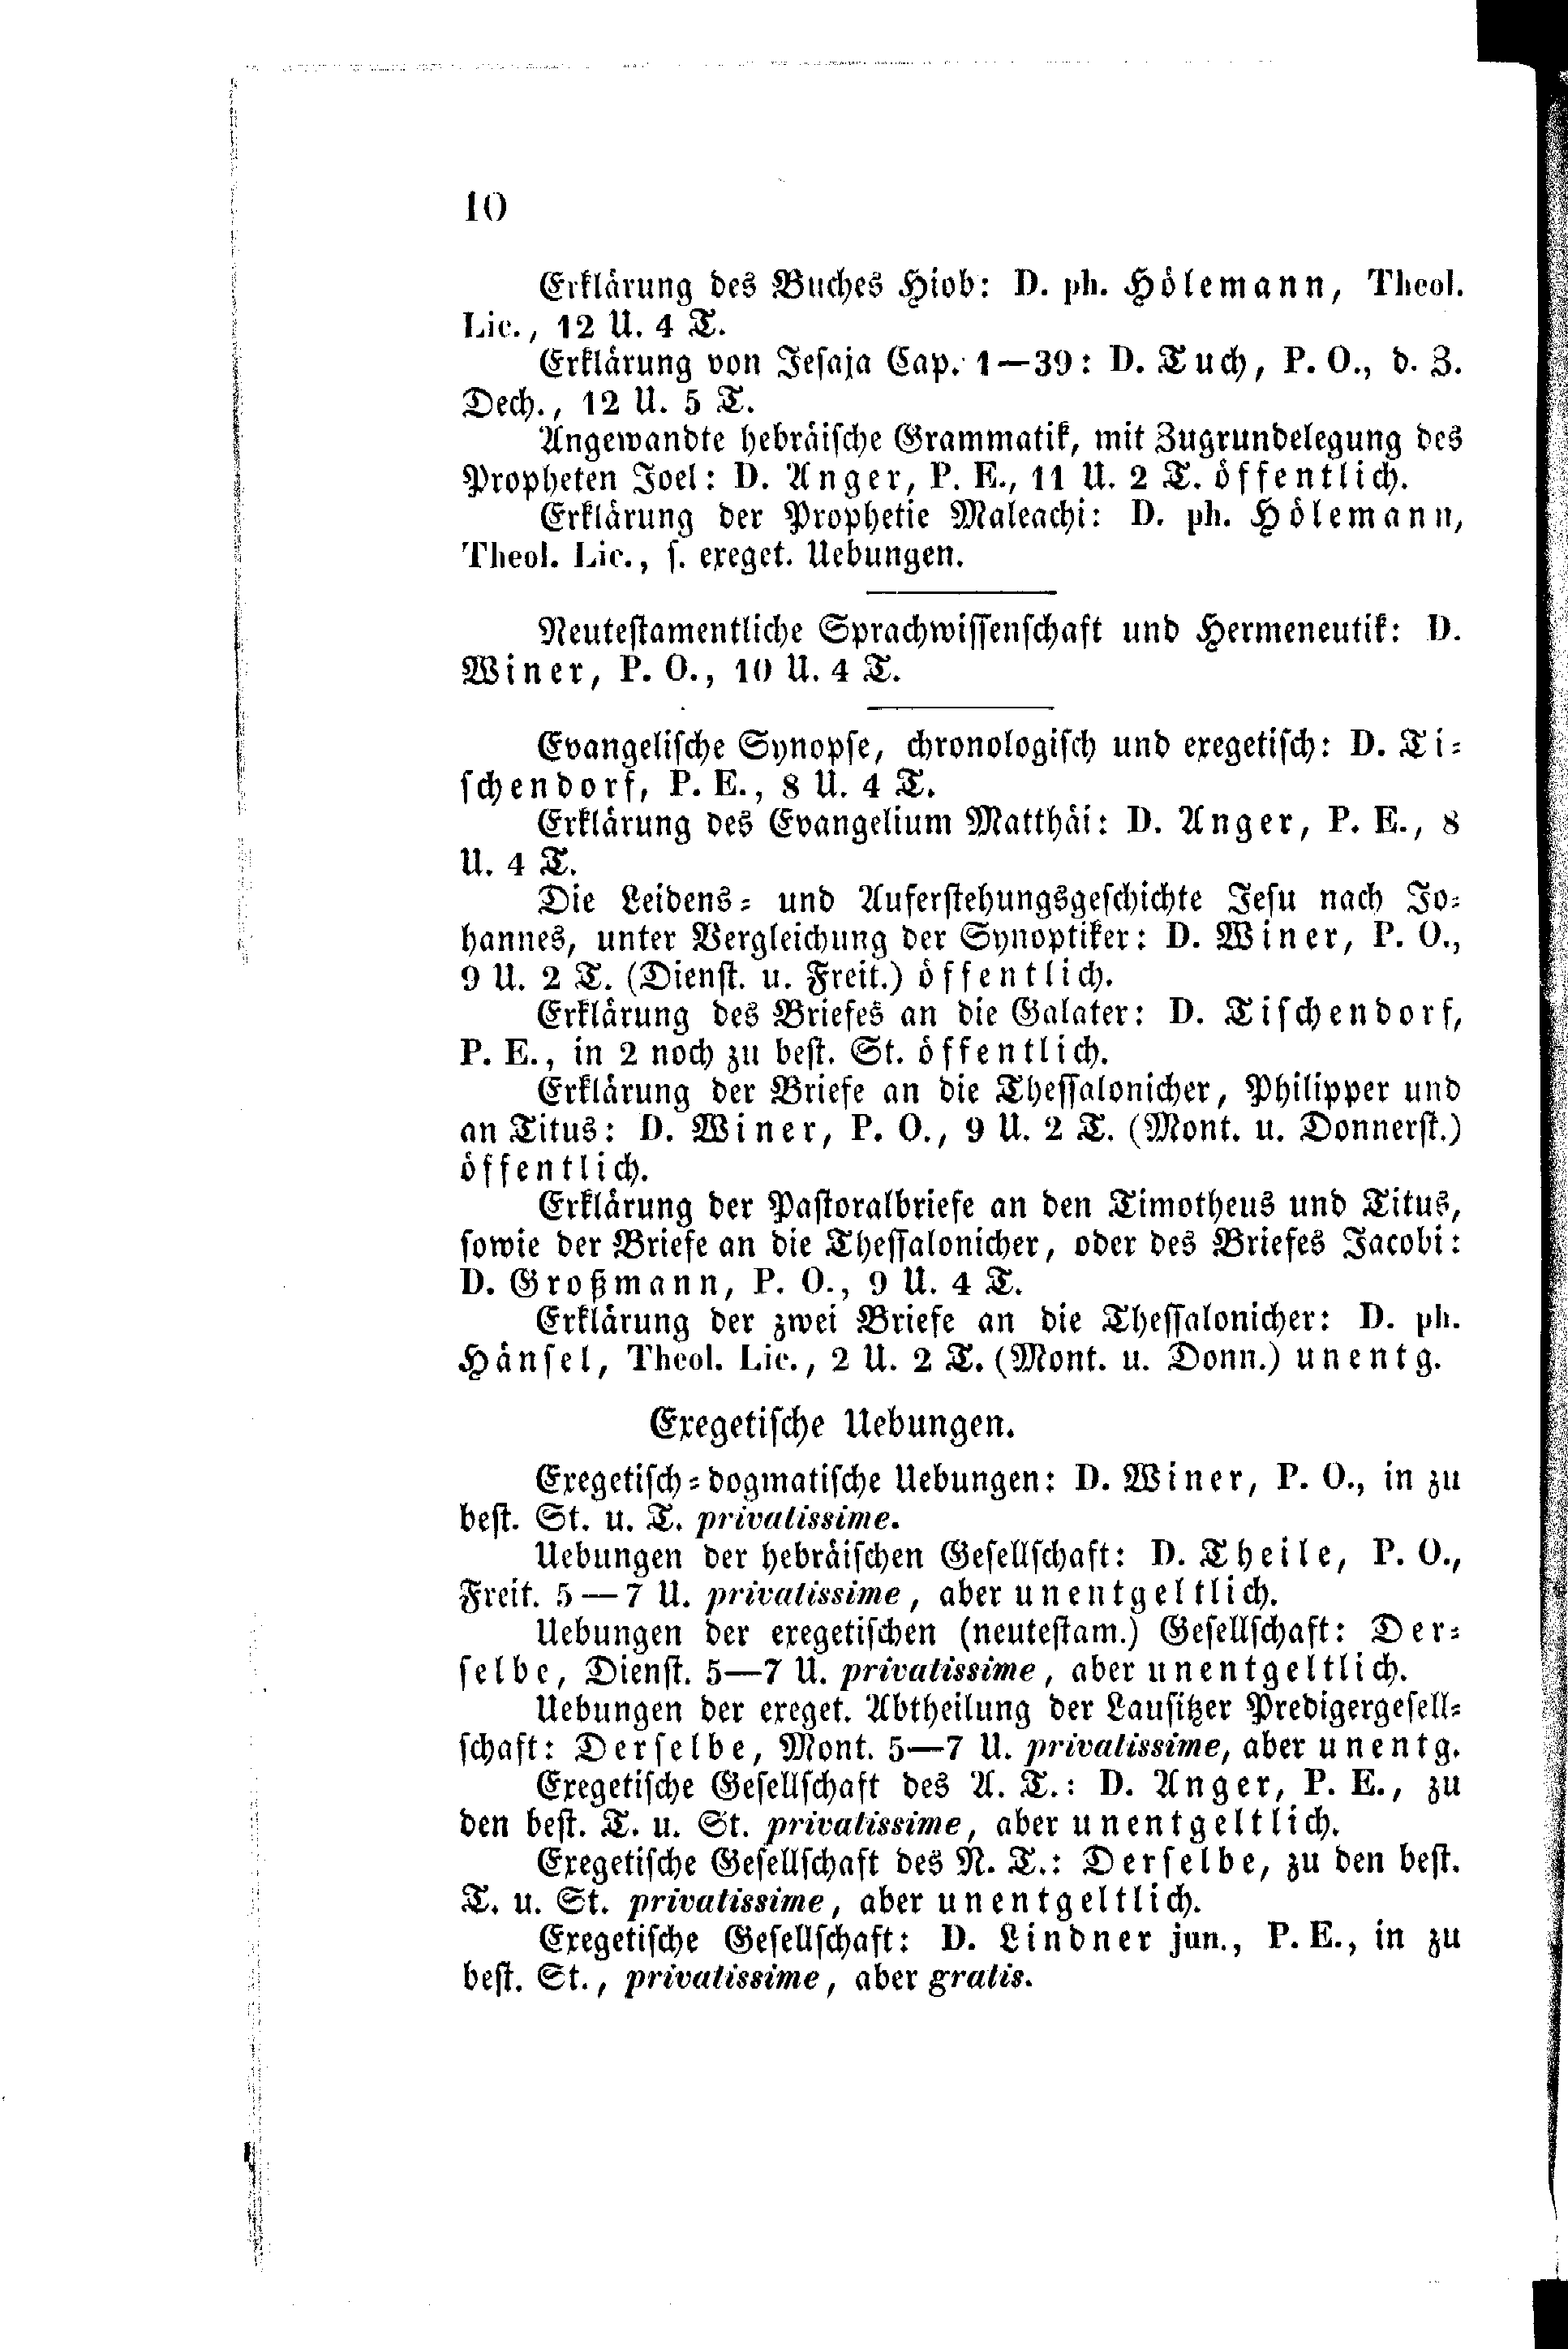 10
Erklärung des Buches Hiob: D. ph. Hölemann, Theol.
Lic., 12 U. 4 T.
Erklärung von Jesaja Cap. 1—39: D. Tuch, P. O., d. Z.
Dech., 12 U. 5 T.
Angewandte hebräische Grammatik, mit Zugrundelegung des
Propheten Joel: D. Anger, P. E., 11 U. 2 T. öffentlich.
Erklärung der Prophetie Maleachi: D. ph. Hölemann,
Theol. Lic., s. exeget. Uebungen.
Neutestamentliche Sprachwissenschaft und Hermeneutik: D.
Winer, P. O., 10 U. 4 T.
Evangelische Synopse, chronologisch und exegetisch: D. Ti-
schendorf, P. E., 8 U. 4 T.
Erklärung des Evangelium Matthäi: D. Anger, P. E., 8
U. 4 T.
Die Leidens- und Auferstehungsgeschichte Jesu nach Jo-
hannes, unter Vergleichung der Synoptiker: D. Winer, P. O.,
9 U. 2 T. (Dienst. u. Freit.) öffentlich.
Erklärung des Briefes an die Galater: D. Tischendorf,
P. E., in 2 noch zu best. St. öffentlich.
Erklärung der Briefe an die Thessalonicher, Philipper und
an Titus: D. Winer, P. O., 9 U. 2 T. (Mont. u. Donnerst.)
öffentlich.
Erklärung der Pastoralbriefe an den Timotheus und Titus,
sowie der Briefe an die Thessalonicher, oder des Briefes Jacobi:
D. Großmann, P. O., 9 U. 4 T.
Erklärung der zwei Briefe an die Thessalonicher: D. ph.
Hänsel, Theol. Lic., 2 U. 2 T. (Mont. u. Donn.) unentg.
Exegetische Uebungen.
Exegetisch-dogmatische Uebungen: D. Winer, P. O., in zu
best. St. u. T. privatissime.
Uebungen der hebräischen Gesellschaft: D. Theile, P. O.,
Freit. 5—7 U. privatissime, aber unentgeltlich.
Uebungen der exegetischen (neutestam.) Gesellschaft: Der-
selbe, Dienst. 5—7 U. privatissime, aber unentgeltlich.
Uebungen der exeget. Abtheilung der Lausitzer Predigergesell-
schaft: Derselbe, Mont. 5—7 U. privatissime, aber unentg.
Exegetische Gesellschaft des A. T.: D. Anger, P. E., zu
den best. T. u. St. privatissime, aber unentgeltlich.
Exegetische Gesellschaft des N. T.: Derselbe, zu den best.
T. u. St. privatissime, aber unentgeltlich.
Exegetische Gesellschaft: D. Lindner jun., P. E., in zu
best. St., privatissime, aber gratis.